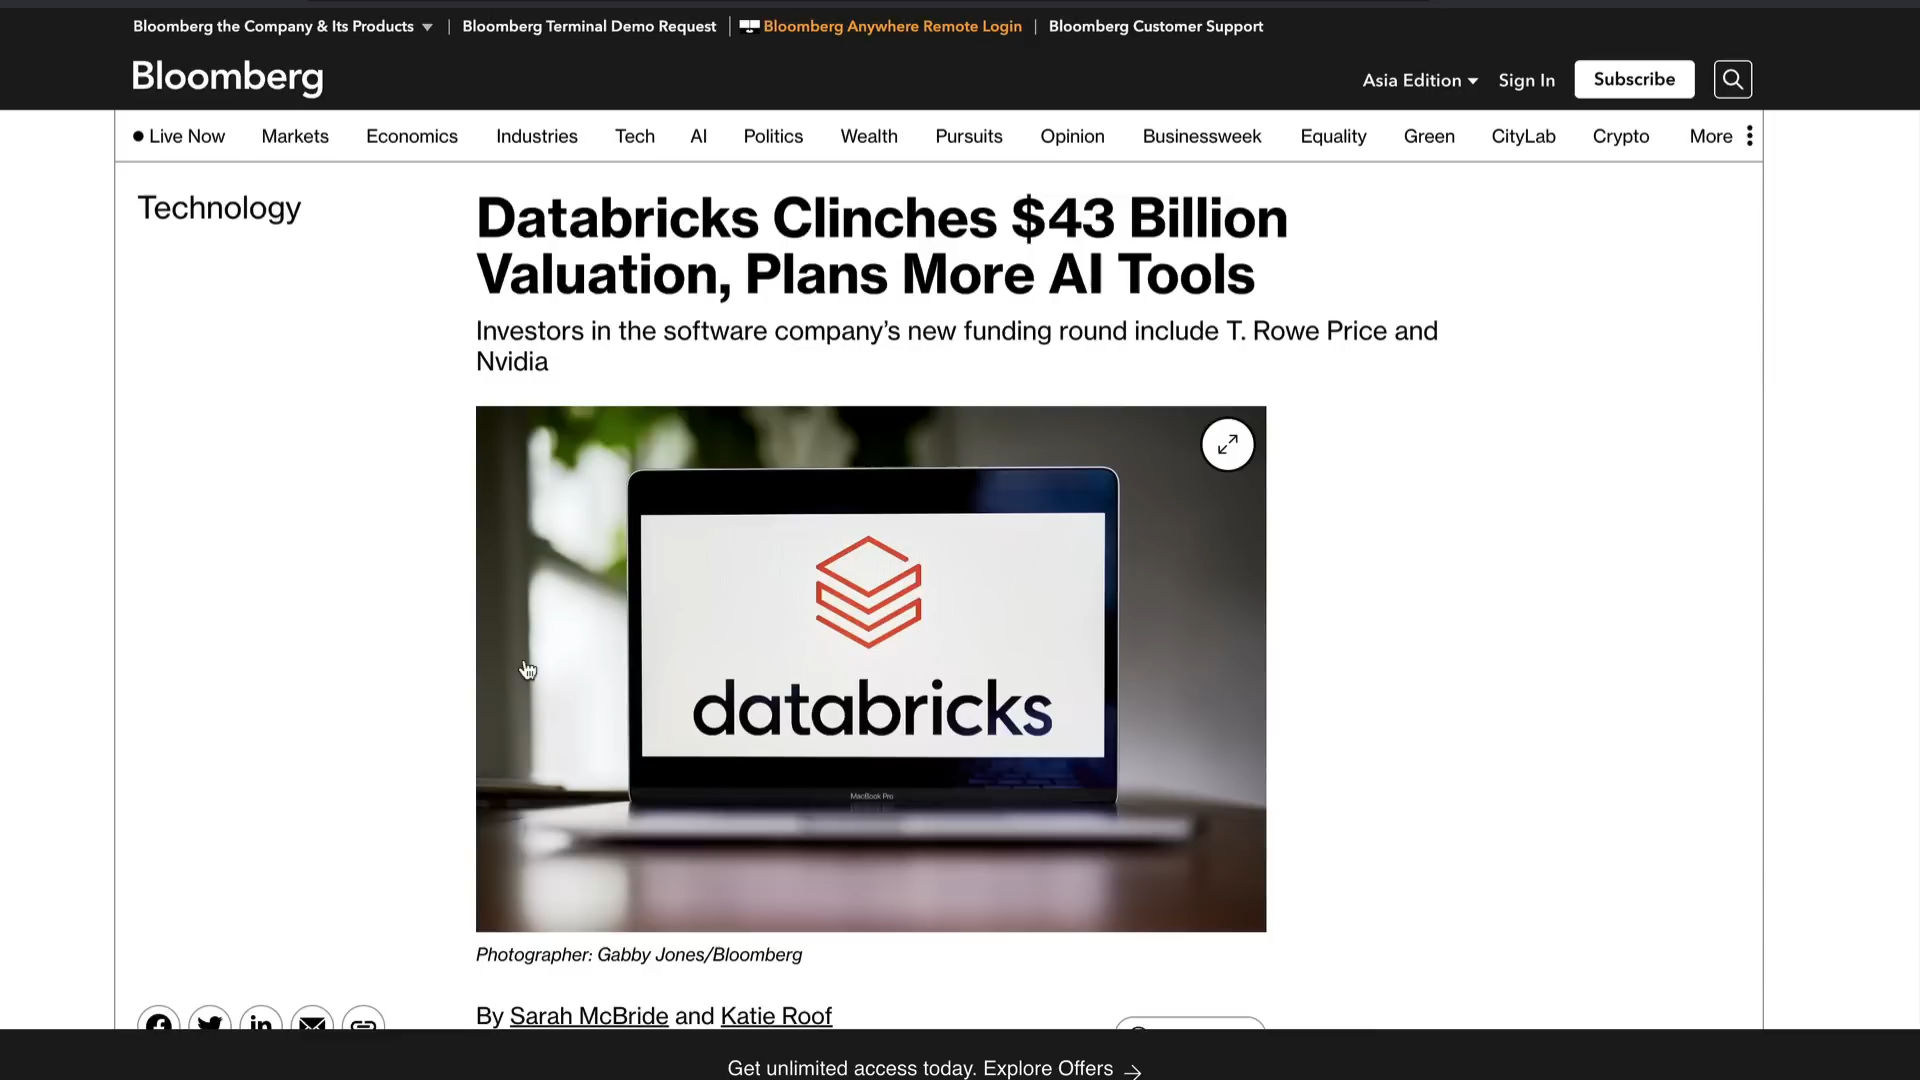 Bloomberg the Company & Its Products
Bloomberg Terminal Demo Request
Bloomberg Anywhere Remote Login
Bloomberg Customer Support
Bloomberg
Asia Edition
Sign In
Subscribe
Live Now
Markets
Economics
Industries
Tech
AI
Politics
Wealth
Pursuits
Opinion
Businessweek
Equality
Green
CityLab
Crypto
More
Technology
Databricks Clinches $43 Billion
Valuation, Plans More AI Tools
Investors in the software company’s new funding round include T. Rowe Price and
Nvidia
databricks
MacBook Pro
Photographer: Gabby Jones/Bloomberg
By Sarah McBride and Katie Roof
Get unlimited access today. Explore Offers →